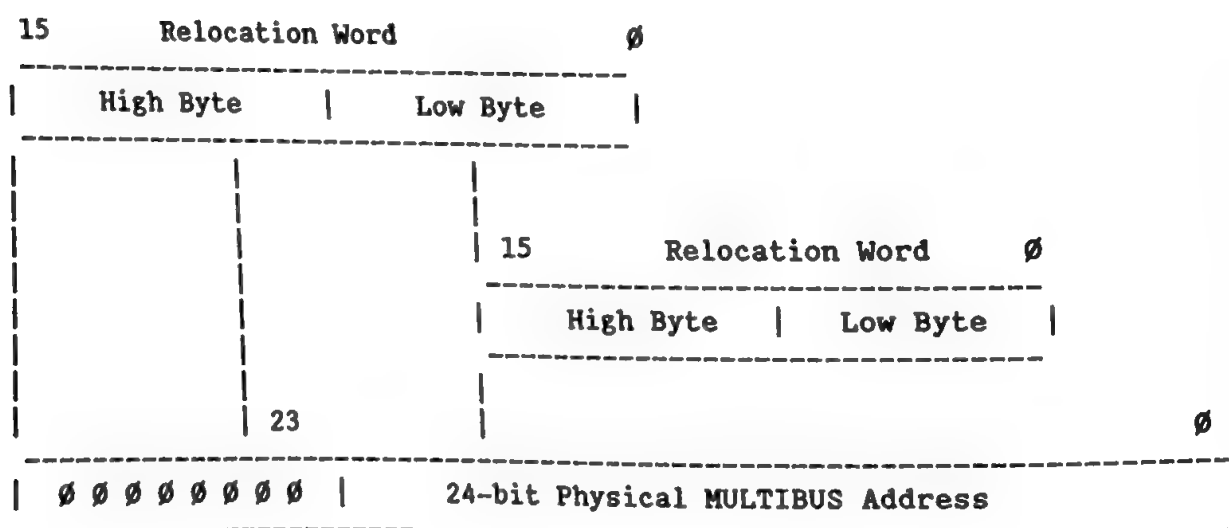 15 Relocation Word Ø
High Byte | Low Byte
15 Relocation Word Ø
High Byte | Low Byte
23 Ø
Ø Ø Ø Ø Ø Ø Ø Ø | 24-bit Physical MULTIBUS Address